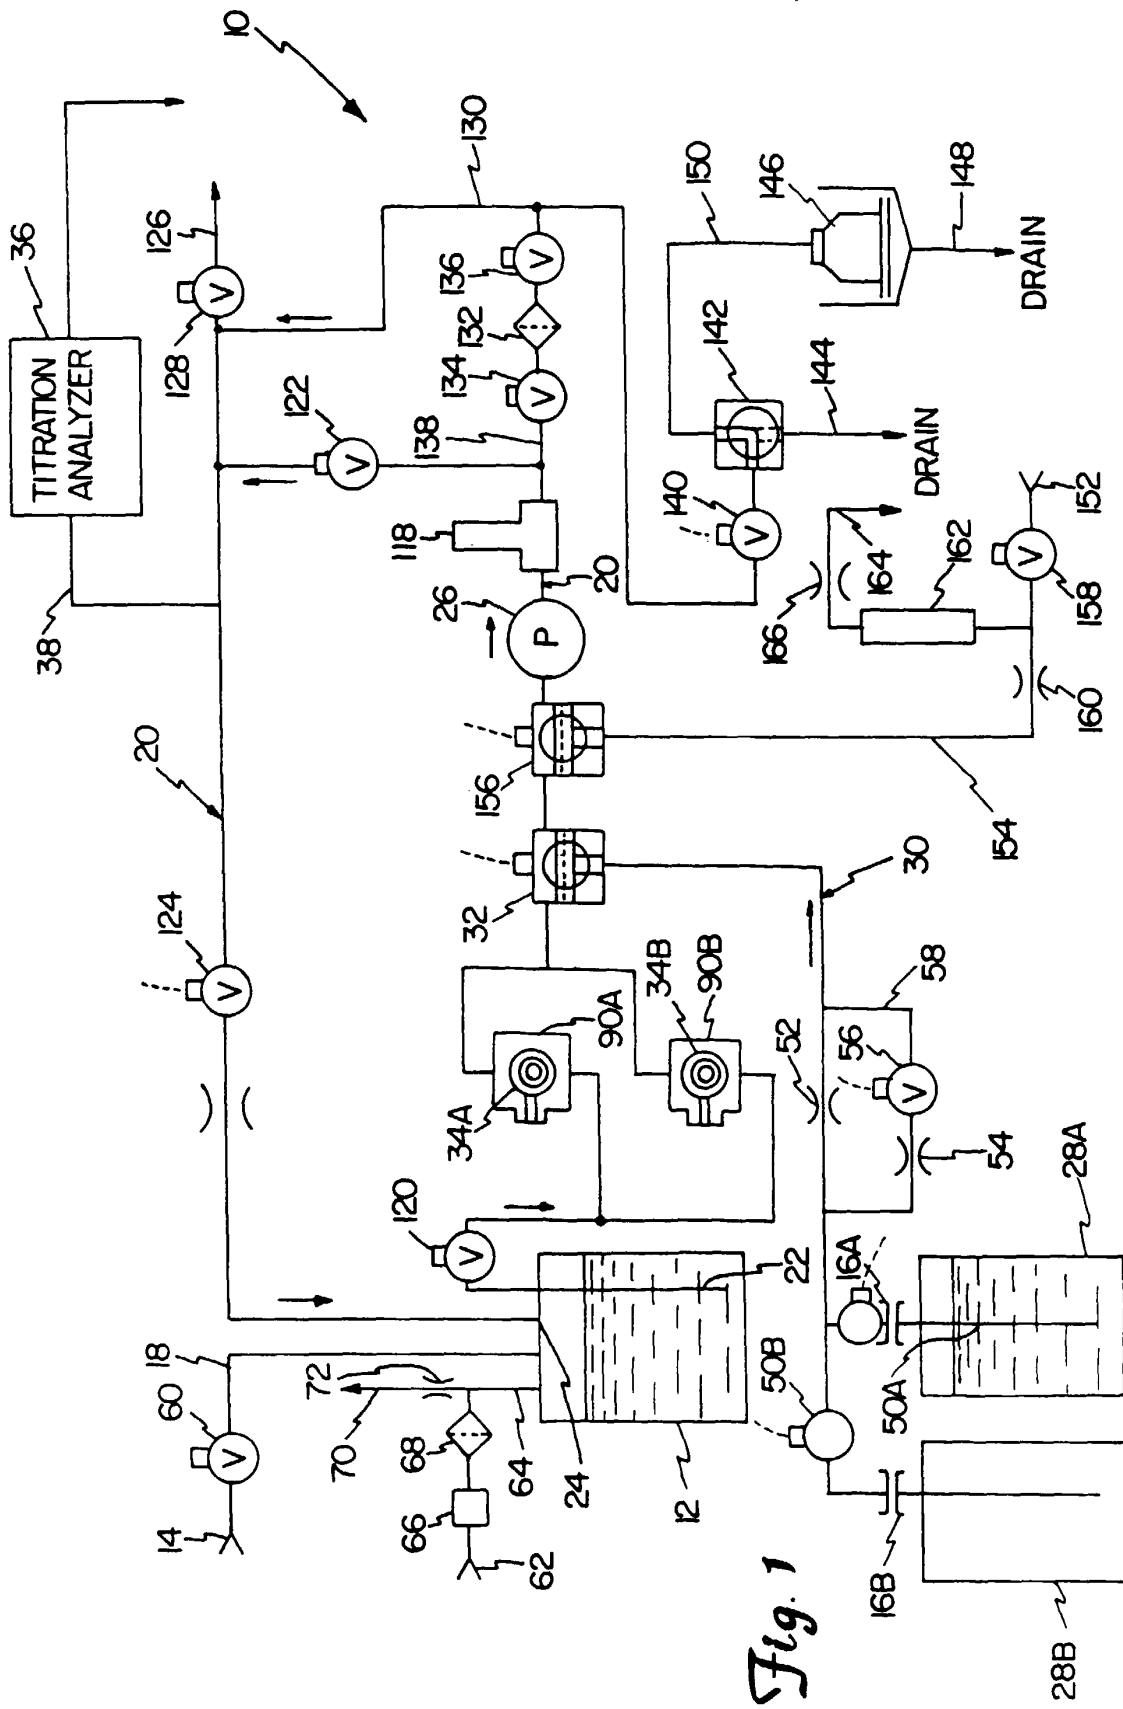 10
36
TITRATION
ANALYZER
38
126
128
130
20
122
136
132
134
138
118
20
26
P
V
V
V
V
150
146
148
DRAIN
142
144
DRAIN
140
V
152
164
162
166
158
V
160
156
154
124
V
32
30
90A
34A
34B
90B
52
58
56
V
54
120
V
22
28A
16A
50A
50B
18
60
V
14
72
70
68
64
66
62
24
12
16B
28B
Fig. 1